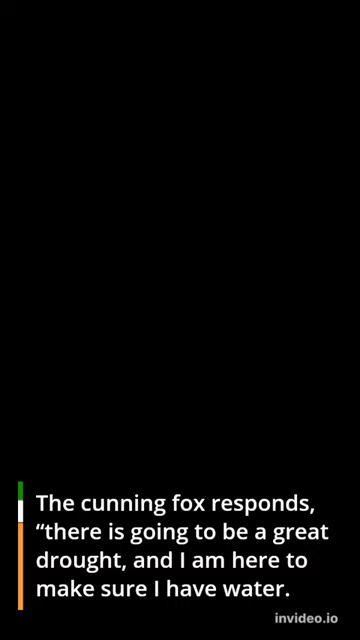 The cunning fox responds,
“there is going to be a great
drought, and I am here to
make sure I have water.
invideo.io